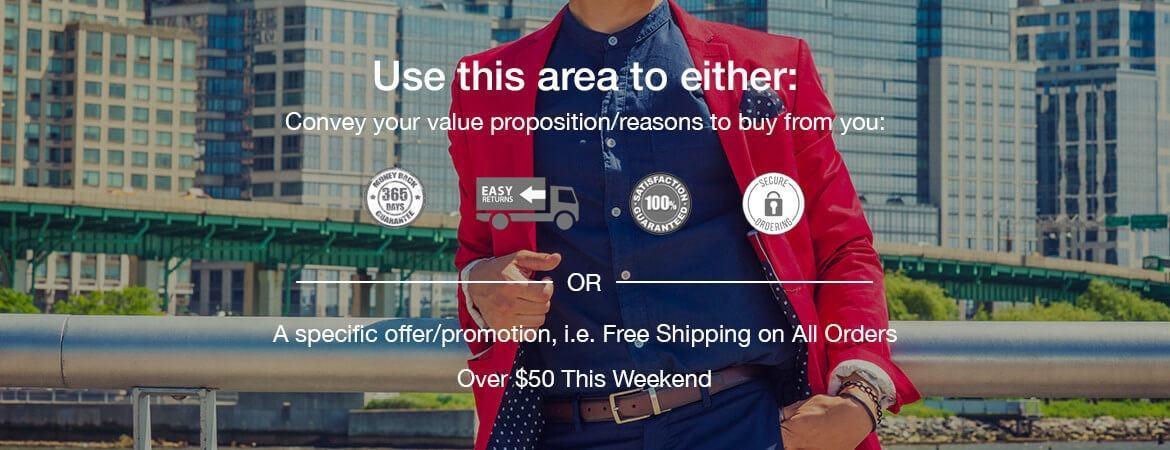 Use this area to either:
Convey your value proposition/reasons to buy from you:
MONEY BACK
365
DAYS
GUARANTEE
EASY
RETURNS
SATISFACTION
100%
GUARANTEED
SECURE
ORDERING
OR
A specific offer/promotion, i.e. Free Shipping on All Orders
Over $50 This Weekend